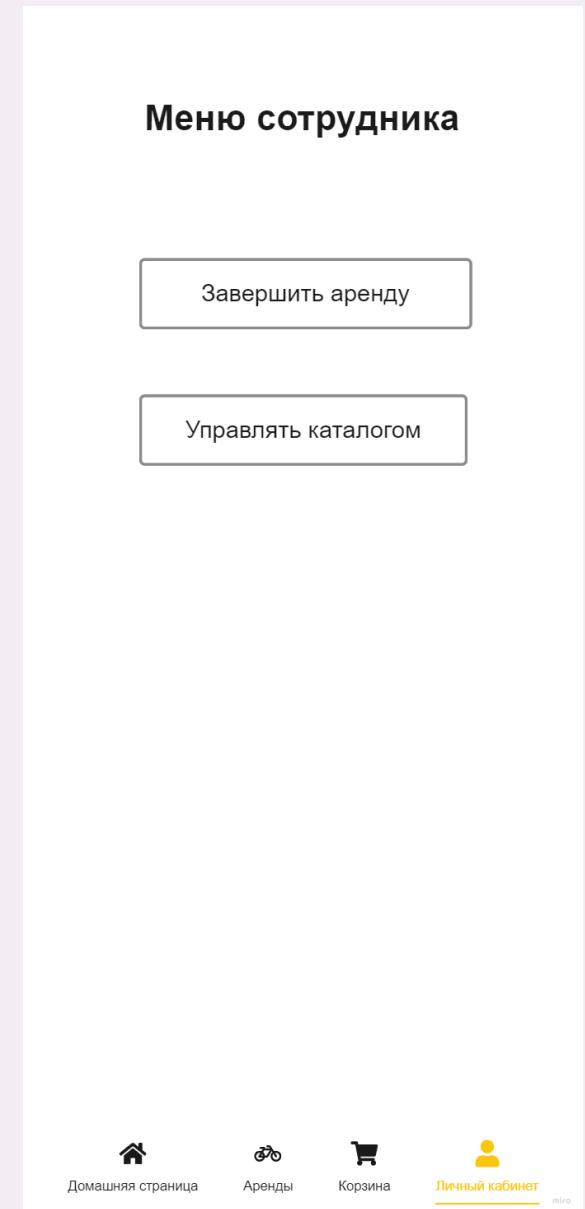 Меню сотрудника
Завершить аренду
Управлять каталогом
Домашняя страница
Аренды
Корзина
Личный кабинет
miro